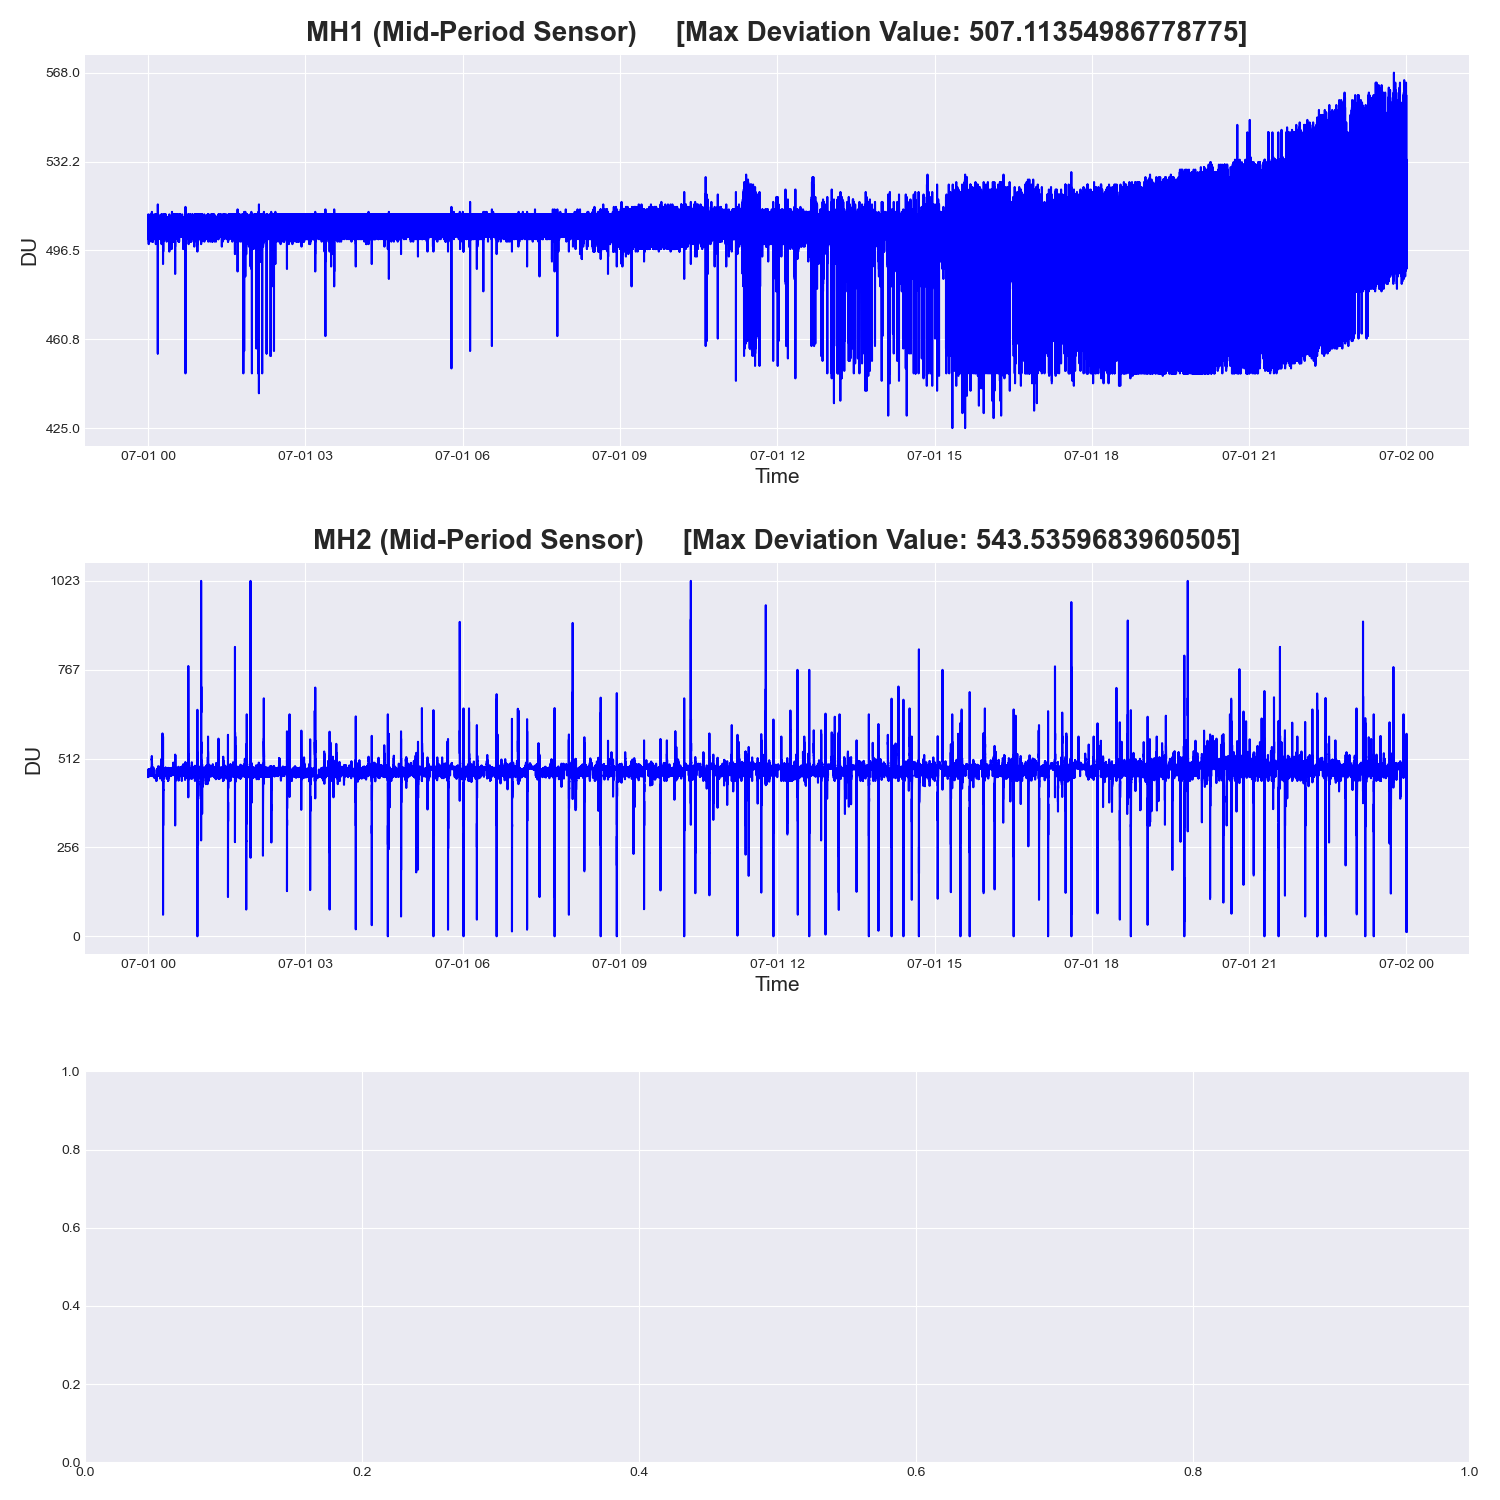 MH1 (Mid-Period Sensor) [Max Deviation Value: 507.11354986778775]
568.0
532.2
496.5
460.8
425.0
DU
07-01 00 07-01 03 07-01 06 07-01 09 07-01 12 07-01 15 07-01 18 07-01 21 07-02 00
Time
MH2 (Mid-Period Sensor) [Max Deviation Value: 543.5359683960505]
1023
767
512
256
0
DU
07-01 00 07-01 03 07-01 06 07-01 09 07-01 12 07-01 15 07-01 18 07-01 21 07-02 00
Time
1.0
0.8
0.6
0.4
0.2
0.0
0.0 0.2 0.4 0.6 0.8 1.0